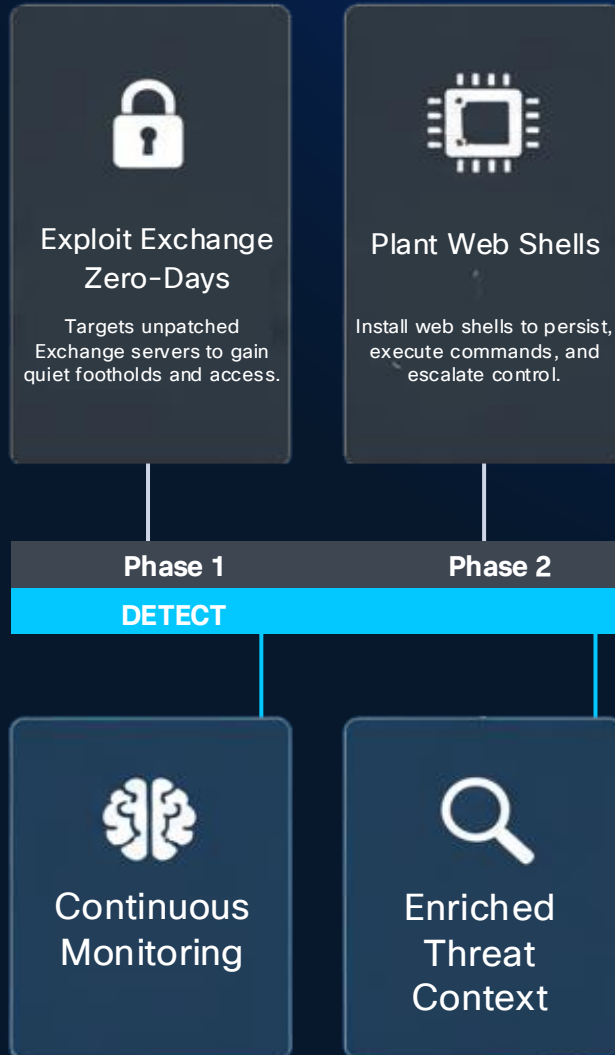 Exploit Exchange
Zero-Days
Targets unpatched
Exchange servers to gain
quiet footholds and access.
Plant Web Shells
Install web shells to persist,
execute commands, and
escalate control.
Phase 1
Phase 2
DETECT
Continuous
Monitoring
Enriched
Threat
Context